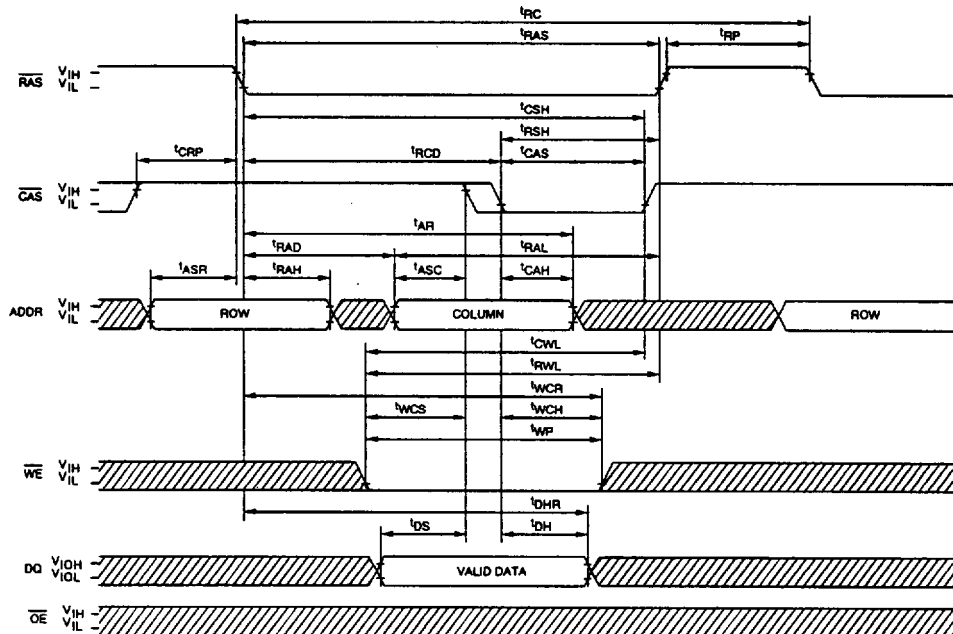 tRC
tRAS
tRP
RAS VIH
VIL
tCSH
tRSH
tCRP tRCD tCAS
CAS VIH
VIL
tAR
tRAD tRAL
tASR tRAH tASC tCAH
ADDR VIH
VIL
ROW COLUMN ROW
tCWL
tRWL
tWCR
tWCS tWCH
tWP
WE VIH
VIL
tDHR
tDS tDH
DQ VIOH
VIOL
VALID DATA
OE VIH
VIL